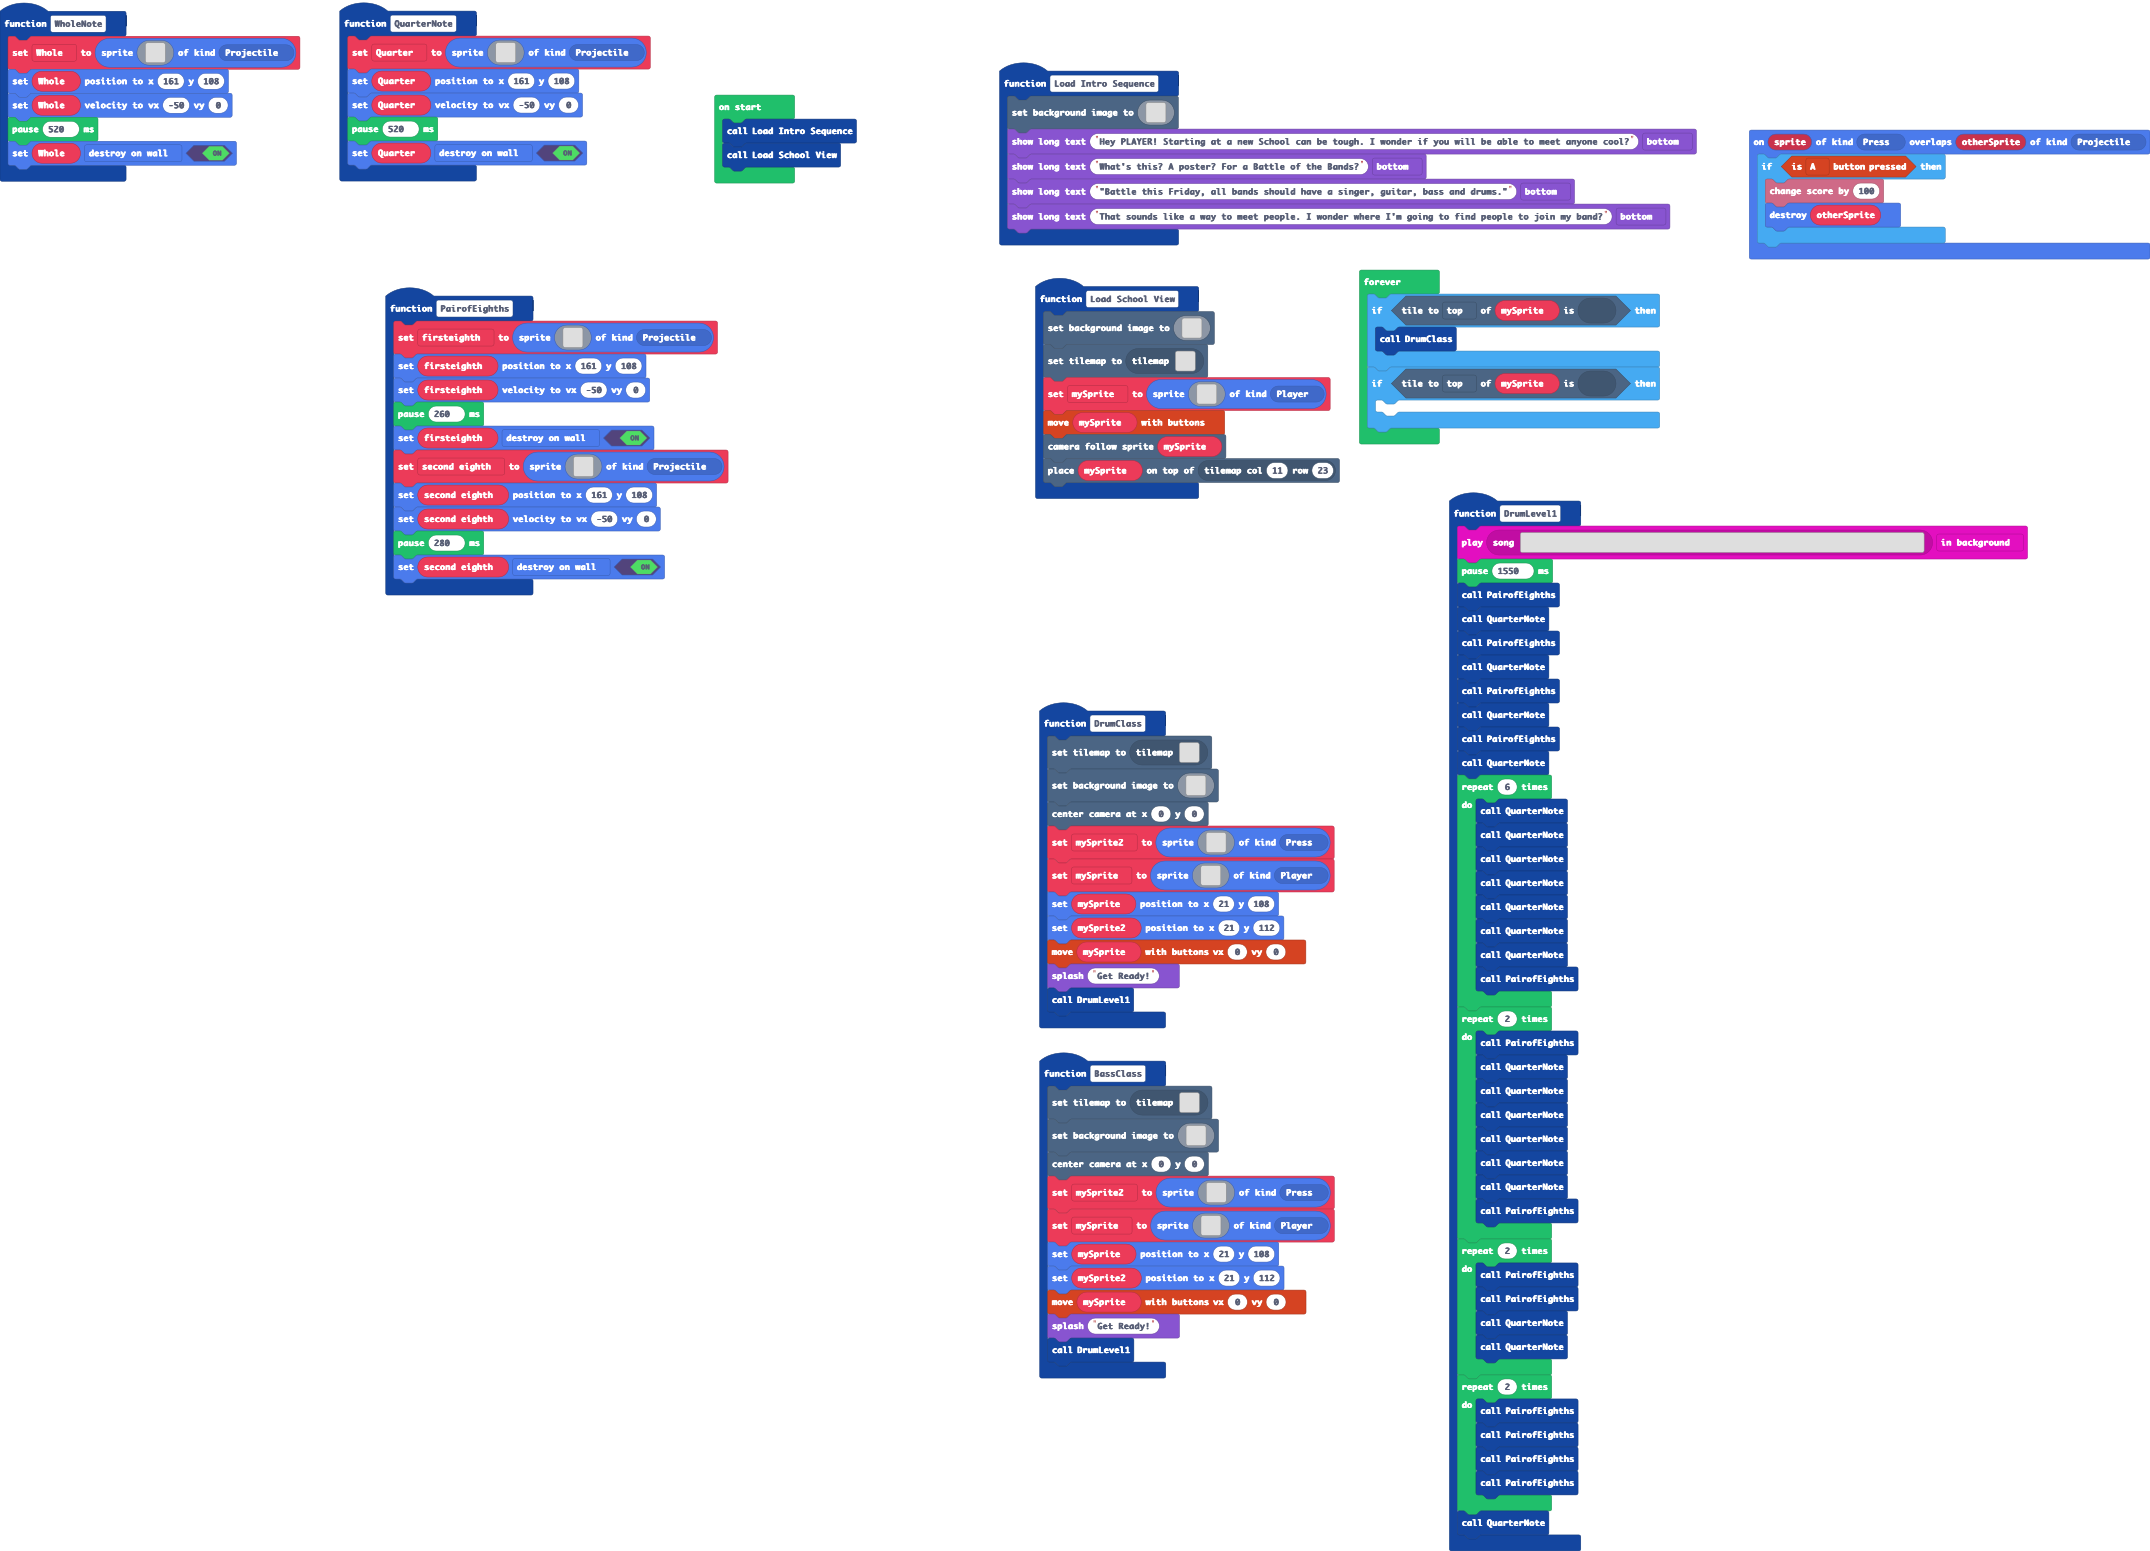 function WholeNote
set Whole to sprite of kind Projectile
set Whole position to x 161 y 108
set Whole velocity to vx -50 vy 0
pause 520 ms
set Whole destroy on wall ON
function QuarterNote
set Quarter to sprite of kind Projectile
set Quarter position to x 161 y 108
set Quarter velocity to vx -50 vy 0
pause 520 ms
set Quarter destroy on wall ON
on start
call Load Intro Sequence
call Load School View
function Load Intro Sequence
set background image to
show long text "Hey PLAYER! Starting at a new School can be tough. I wonder if you will be able to meet anyone cool?" bottom
show long text "What's this? A poster? For a Battle of the Bands?" bottom
show long text ""Battle this Friday, all bands should have a singer, guitar, bass and drums."" bottom
show long text "That sounds like a way to meet people. I wonder where I'm going to find people to join my band?" bottom
on sprite of kind Press overlaps otherSprite of kind Projectile
if is A button pressed then
change score by 100
destroy otherSprite
function PairofEighths
set firsteighth to sprite of kind Projectile
set firsteighth position to x 161 y 108
set firsteighth velocity to vx -50 vy 0
pause 260 ms
set firsteighth destroy on wall ON
set second eighth to sprite of kind Projectile
set second eighth position to x 161 y 108
set second eighth velocity to vx -50 vy 0
pause 280 ms
set second eighth destroy on wall ON
function Load School View
set background image to
set tilemap to tilemap
set mySprite to sprite of kind Player
move mySprite with buttons
camera follow sprite mySprite
place mySprite on top of tilemap col 11 row 23
forever
if tile to top of mySprite is then
call DrumClass
if tile to top of mySprite is then
function DrumLevel1
play song in background
pause 1550 ms
call PairofEighths
call QuarterNote
call PairofEighths
call QuarterNote
call PairofEighths
call QuarterNote
call PairofEighths
call QuarterNote
repeat 6 times
do call QuarterNote
call QuarterNote
call QuarterNote
call QuarterNote
call QuarterNote
call QuarterNote
call QuarterNote
call PairofEighths
repeat 2 times
do call PairofEighths
call QuarterNote
call QuarterNote
call QuarterNote
call QuarterNote
call QuarterNote
call QuarterNote
call PairofEighths
repeat 2 times
do call PairofEighths
call PairofEighths
call QuarterNote
call QuarterNote
repeat 2 times
do call PairofEighths
call PairofEighths
call PairofEighths
call PairofEighths
call QuarterNote
function DrumClass
set tilemap to tilemap
set background image to
center camera at x 0 y 0
set mySprite2 to sprite of kind Press
set mySprite to sprite of kind Player
set mySprite position to x 21 y 108
set mySprite2 position to x 21 y 112
move mySprite with buttons vx 0 vy 0
splash "Get Ready!"
call DrumLevel1
function BassClass
set tilemap to tilemap
set background image to
center camera at x 0 y 0
set mySprite2 to sprite of kind Press
set mySprite to sprite of kind Player
set mySprite position to x 21 y 108
set mySprite2 position to x 21 y 112
move mySprite with buttons vx 0 vy 0
splash "Get Ready!"
call DrumLevel1